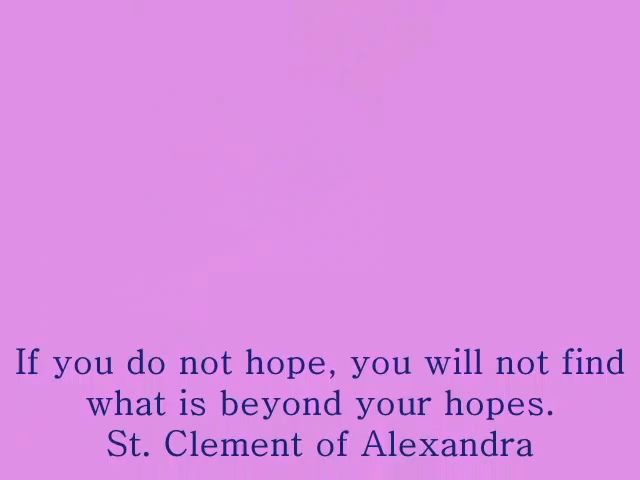 If you do not hope, you will not find
what is beyond your hopes.
St. Clement of Alexandra